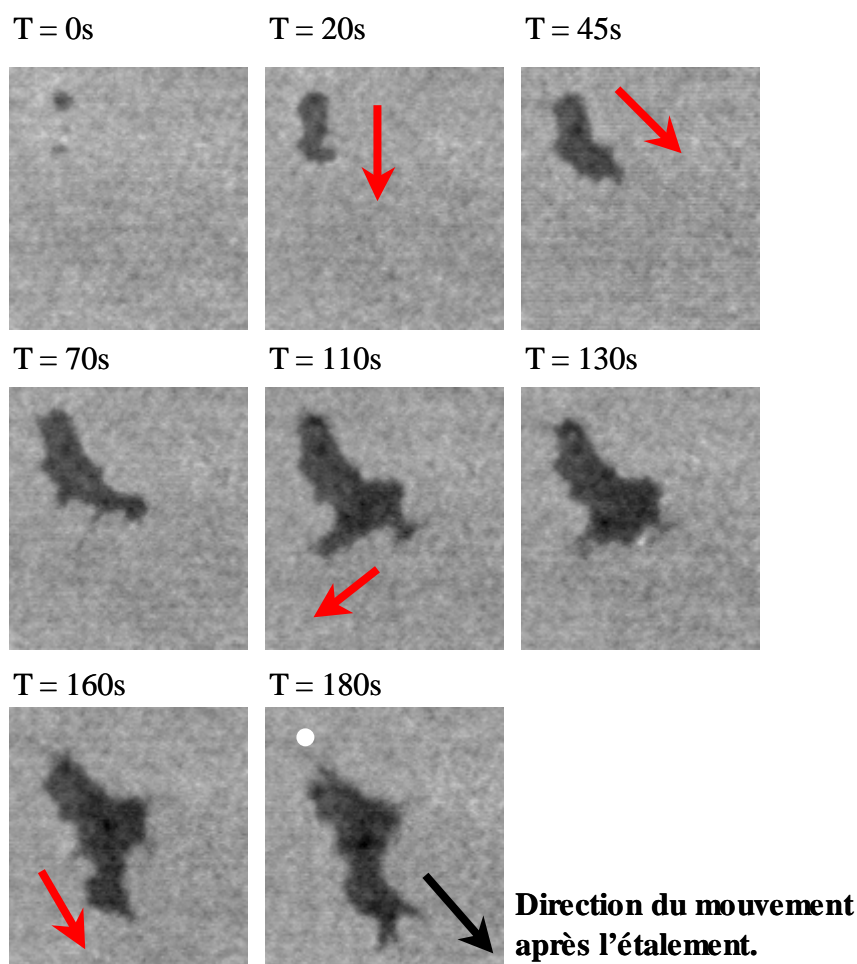 T = 0s
T = 20s
T = 45s
T = 70s
T = 110s
T = 130s
T = 160s
T = 180s
Direction du mouvement
après l’étalement.